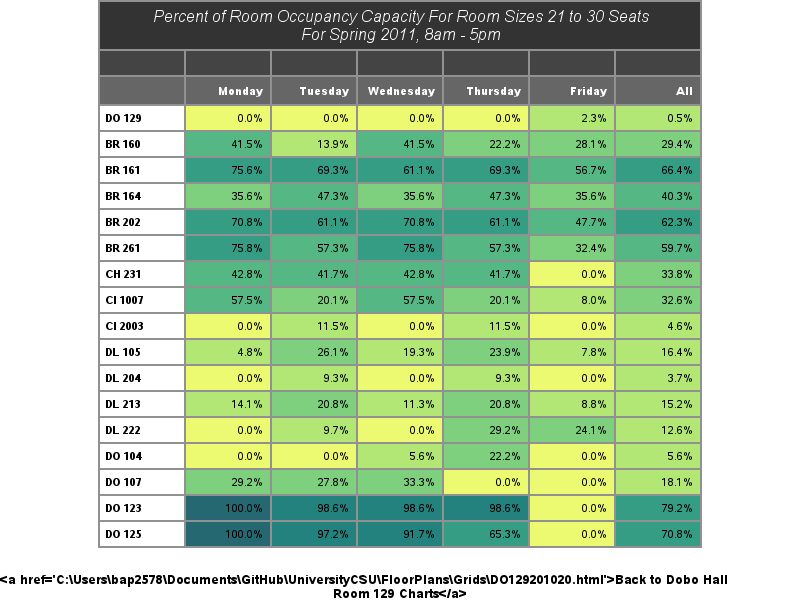 Percent of Room Occupancy Capacity For Room Sizes 21 to 30 Seats
For Spring 2011, 8am - 5pm
Monday Tuesday Wednesday Thursday Friday All
DO 129 0.0% 0.0% 0.0% 0.0% 2.3% 0.5%
BR 160 41.5% 13.9% 41.5% 22.2% 28.1% 29.4%
BR 161 75.6% 69.3% 61.1% 69.3% 56.7% 66.4%
BR 164 35.6% 47.3% 35.6% 47.3% 35.6% 40.3%
BR 202 70.8% 61.1% 70.8% 61.1% 47.7% 62.3%
BR 261 75.8% 57.3% 75.8% 57.3% 32.4% 59.7%
CH 231 42.8% 41.7% 42.8% 41.7% 0.0% 33.8%
CI 1007 57.5% 20.1% 57.5% 20.1% 8.0% 32.6%
CI 2003 0.0% 11.5% 0.0% 11.5% 0.0% 4.6%
DL 105 4.8% 26.1% 19.3% 23.9% 7.8% 16.4%
DL 204 0.0% 9.3% 0.0% 9.3% 0.0% 3.7%
DL 213 14.1% 20.8% 11.3% 20.8% 8.8% 15.2%
DL 222 0.0% 9.7% 0.0% 29.2% 24.1% 12.6%
DO 104 0.0% 0.0% 5.6% 22.2% 0.0% 5.6%
DO 107 29.2% 27.8% 33.3% 0.0% 0.0% 18.1%
DO 123 100.0% 98.6% 98.6% 98.6% 0.0% 79.2%
DO 125 100.0% 97.2% 91.7% 65.3% 0.0% 70.8%
<a href='C:\Users\bap2578\Documents\GitHub\UniversityCSU\FloorPlans\Grids\DO129201020.html'>Back to Dobo Hall
Room 129 Charts</a>